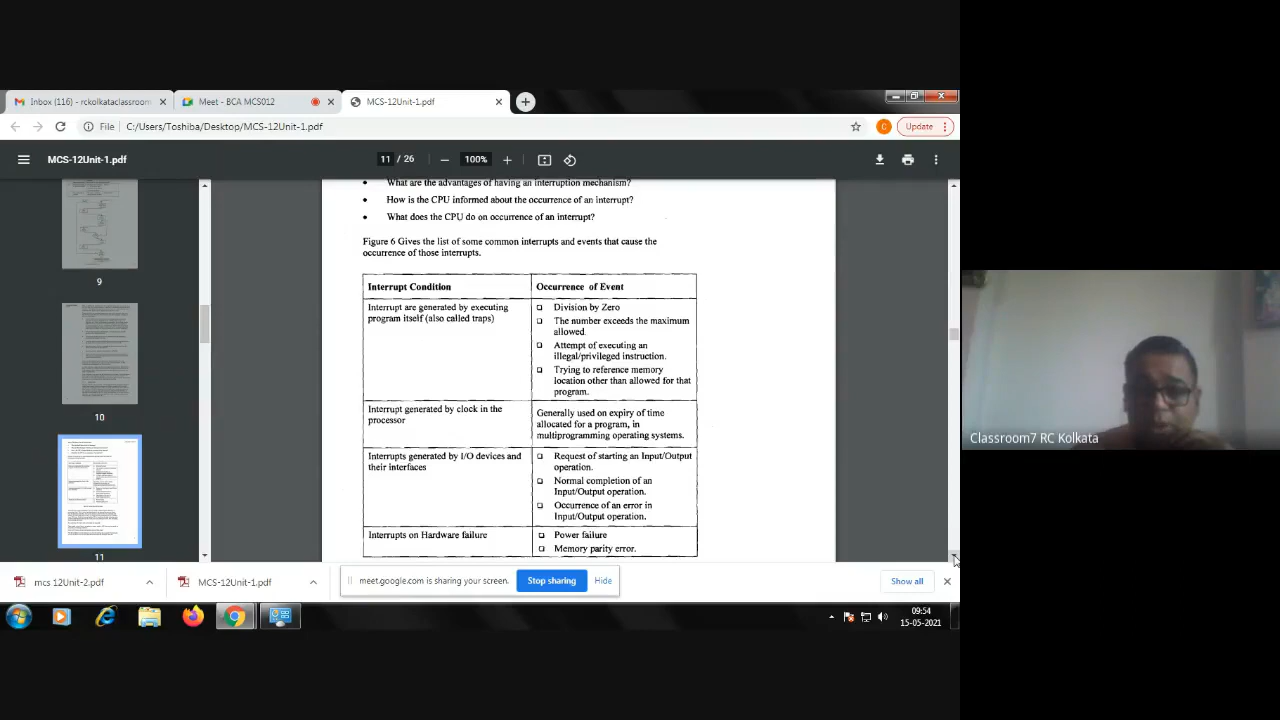 Inbox (116) - rckolkataclassroom
Meet - BCA MCS012
MCS-12Unit-1.pdf
File
C:/Users/Toshiba/Desktop/MCS-12Unit-1.pdf
C
Update
MCS-12Unit-1.pdf
11 / 26
100%
What are the advantages of having an interruption mechanism?
How is the CPU informed about the occurrence of an interrupt?
What does the CPU do on occurrence of an interrupt?
Figure 6 Gives the list of some common interrupts and events that cause the
occurrence of those interrupts.
Interrupt Condition
Occurrence of Event
Interrupt are generated by executing
program itself (also called traps)
Division by Zero
The number exceeds the maximum
allowed.
Attempt of executing an
illegal/privileged instruction.
Trying to reference memory
location other than allowed for that
program.
Interrupt generated by clock in the
processor
Generally used on expiry of time
allocated for a program, in
multiprogramming operating systems.
Interrupts generated by I/O devices and
their interfaces
Request of starting an Input/Output
operation.
Normal completion of an
Input/Output operation.
Occurrence of an error in
Input/Output operation.
Interrupts on Hardware failure
Power failure
Memory parity error.
9
10
11
Classroom7 RC Kolkata
mcs 12Unit-2.pdf
MCS-12Unit-1.pdf
meet.google.com is sharing your screen.
Stop sharing
Hide
Show all
09:54
15-05-2021